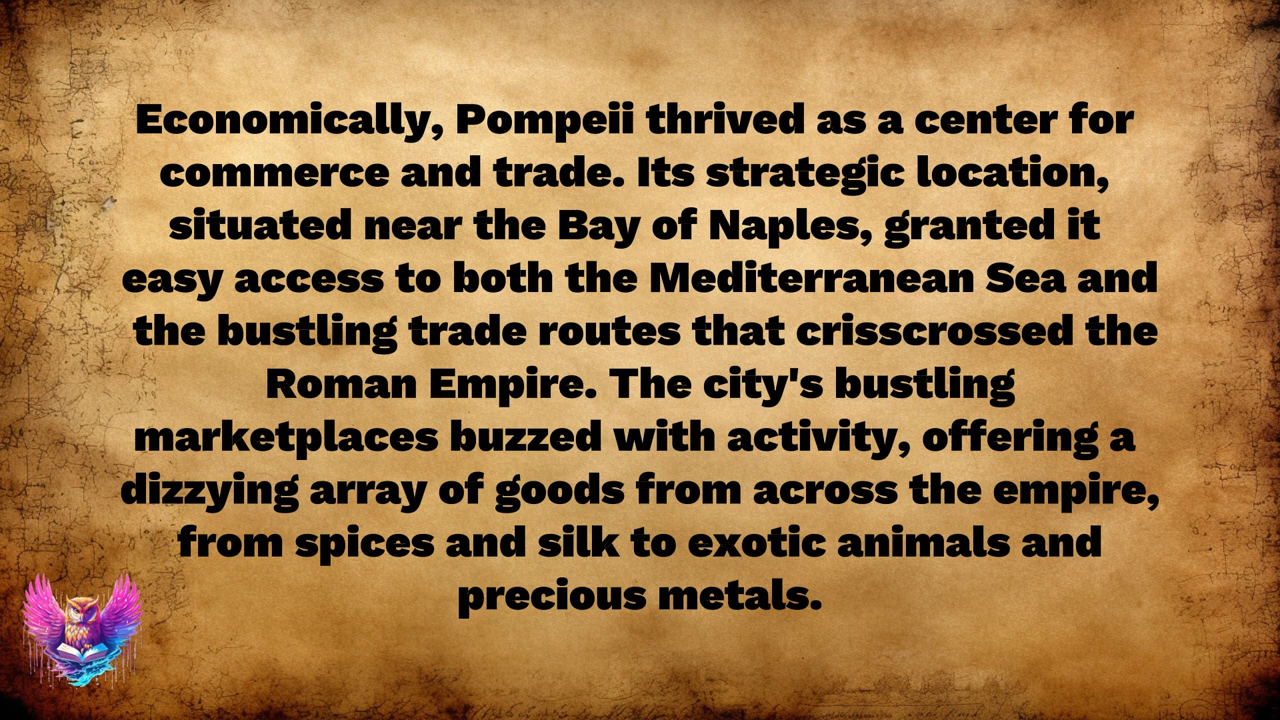 Economically, Pompeii thrived as a center for
commerce and trade. Its strategic location,
situated near the Bay of Naples, granted it
easy access to both the Mediterranean Sea and
the bustling trade routes that crisscrossed the
Roman Empire. The city's bustling
marketplaces buzzed with activity, offering a
dizzying array of goods from across the empire,
from spices and silk to exotic animals and
precious metals.